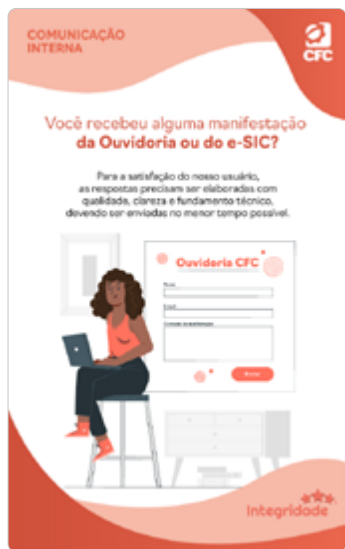 COMUNICAÇÃO
INTERNA
CFC
Você recebeu alguma manifestação
da Ouvidoria ou do e-SIC?
Para a satisfação do nosso usuário,
as respostas precisam ser elaboradas com
qualidade, clareza e fundamento técnico,
devendo ser enviadas no menor tempo possível.
Ouvidoria CFC
Nome
E-mail
Integridade